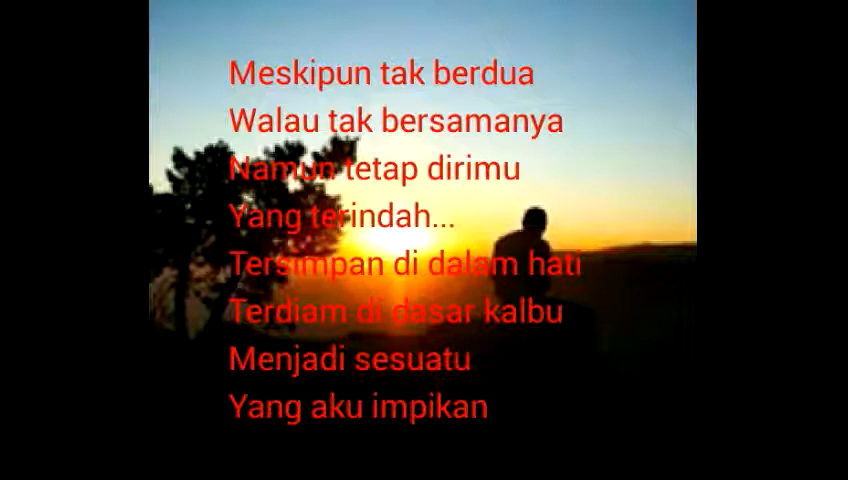 Meskipun tak berdua
Walau tak bersamanya
Namun tetap dirimu
Yang terindah...
Tersimpan di dalam hati
Terdiam di dasar kalbu
Menjadi sesuatu
Yang aku impikan